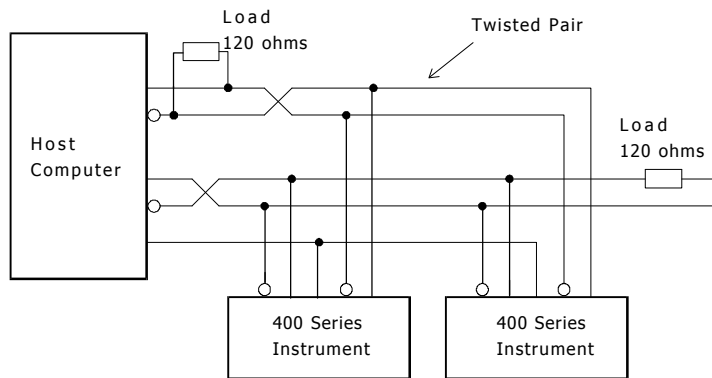 Load
120 ohms
Twisted Pair
Host
Computer
Load
120 ohms
400 Series
Instrument
400 Series
Instrument